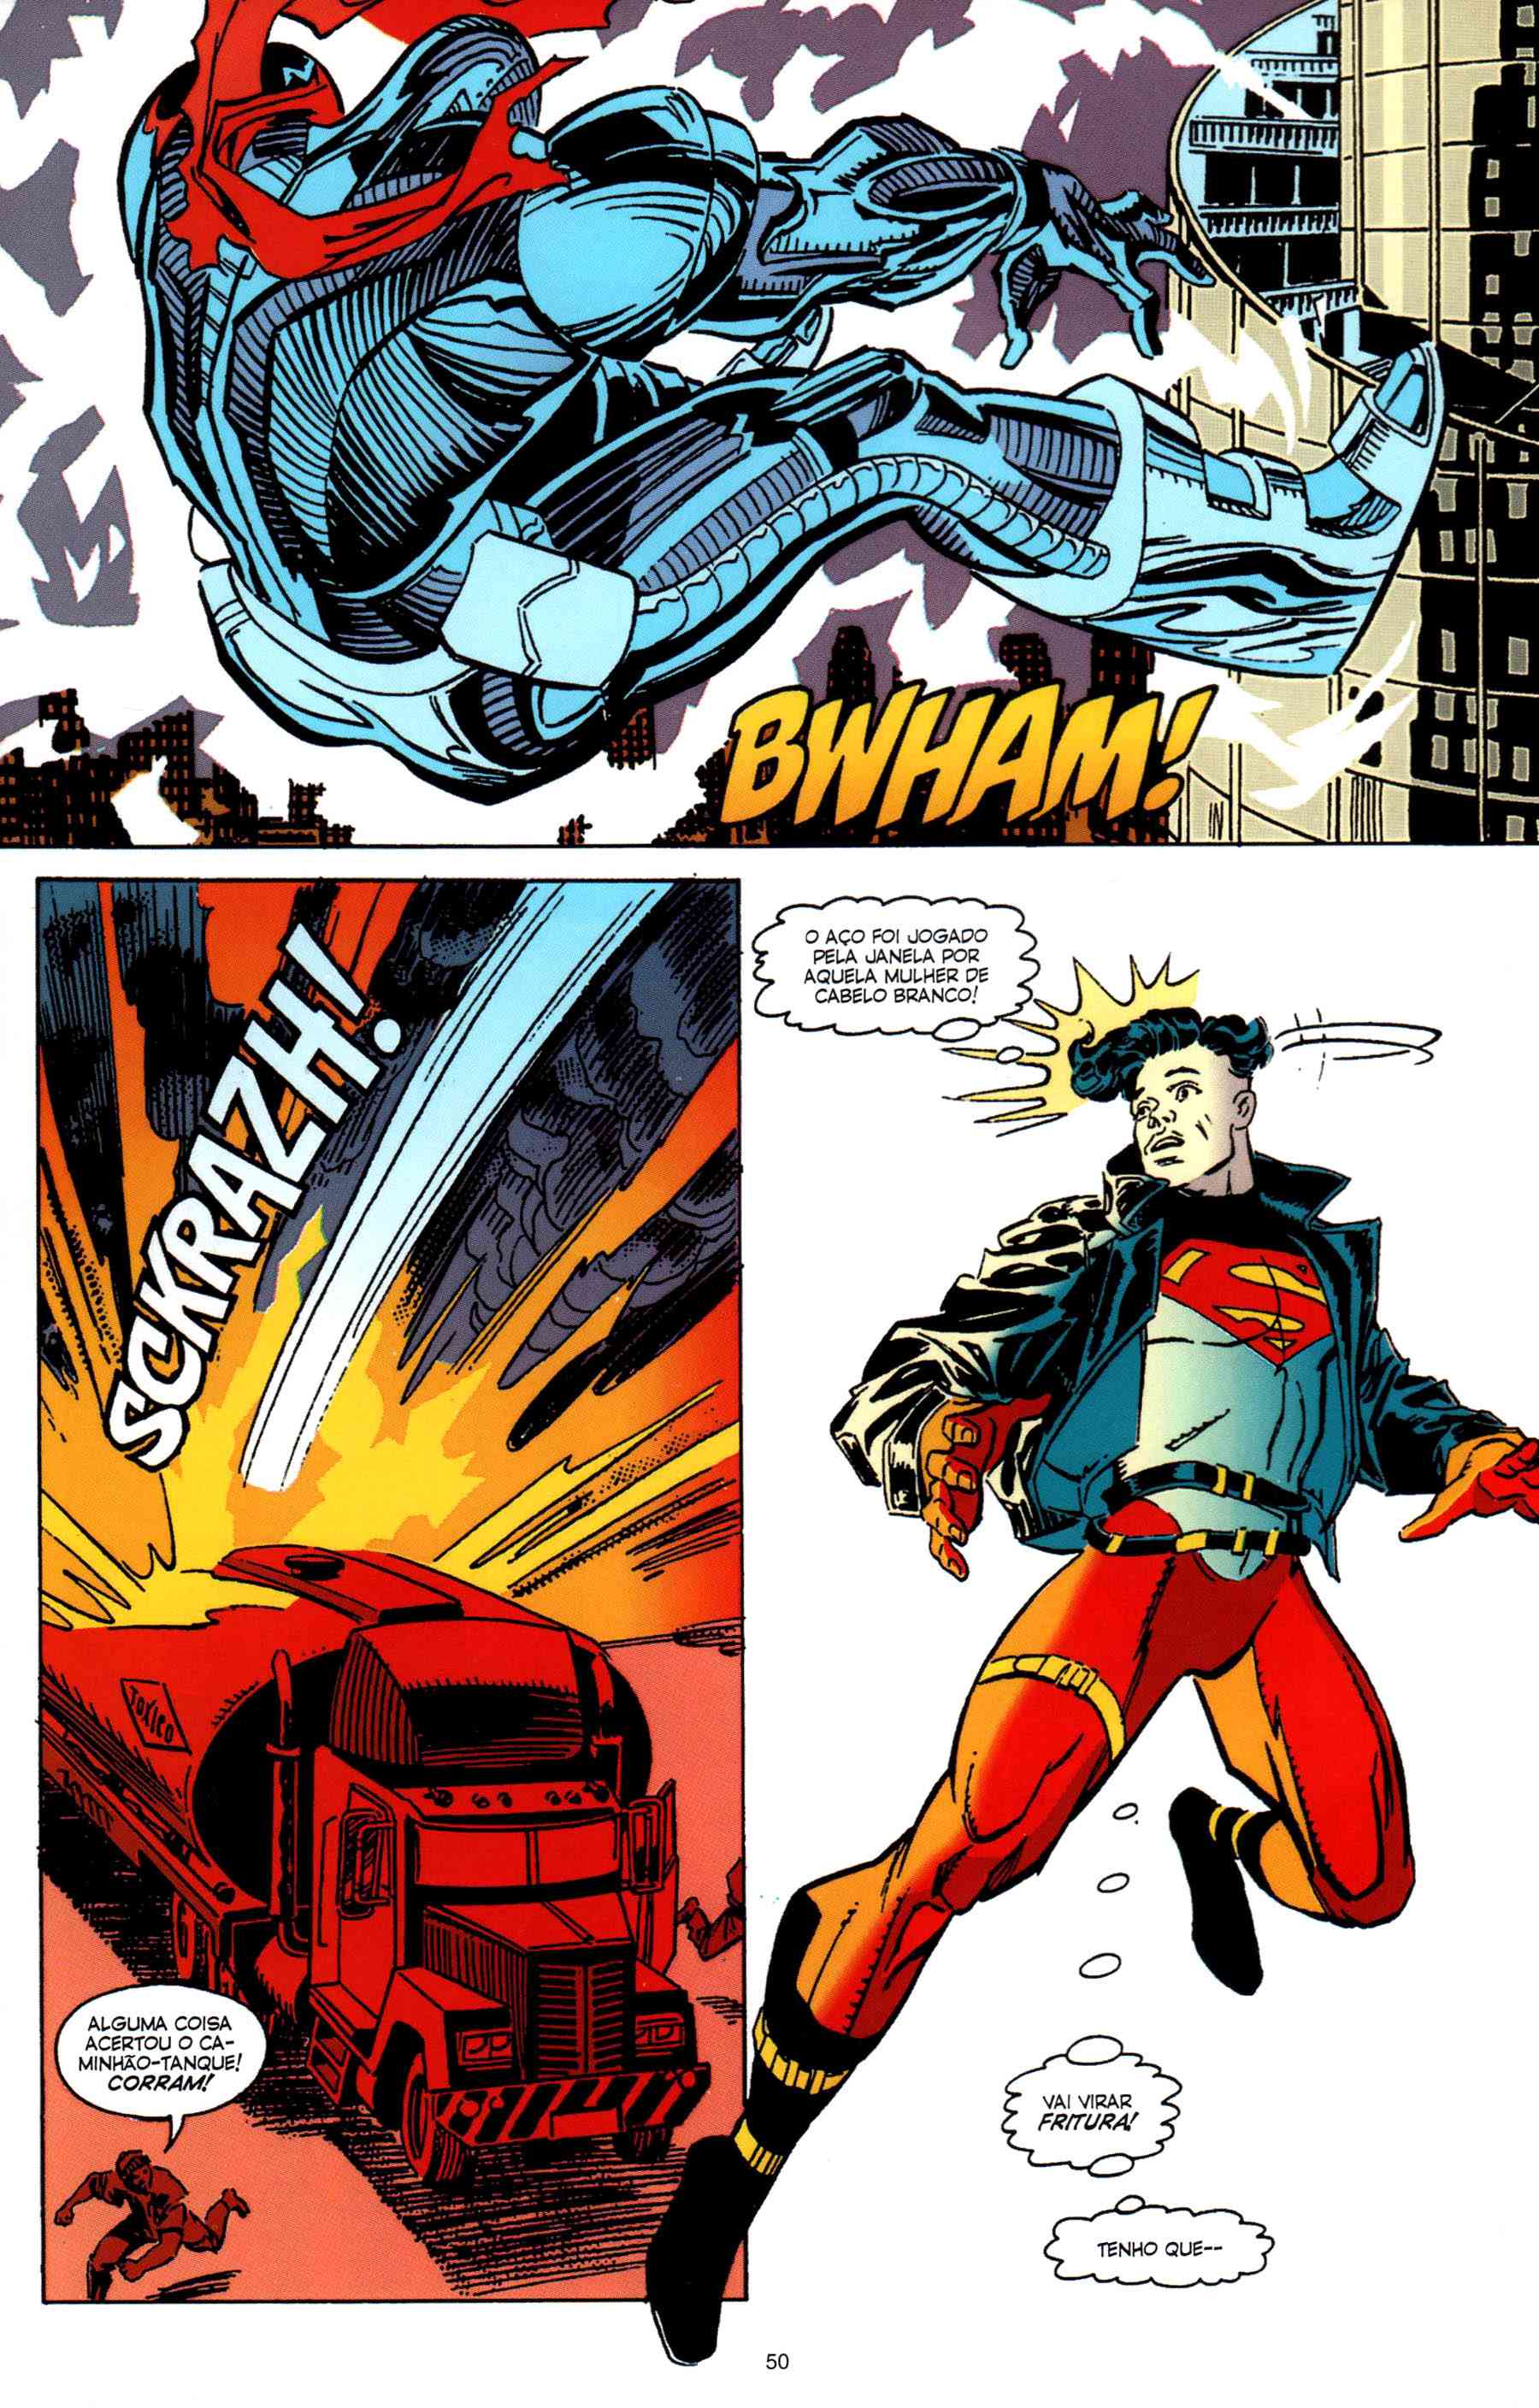 BWHAM!
SCKRAZH!
TOXICO
ALGUMA COISA
ACERTOU O CA-
MINHÃO-TANQUE!
CORRAM!
O AÇO FOI JOGADO
PELA JANELA POR
AQUELA MULHER DE
CABELO BRANCO!
S
VAI VIRAR
FRITURA!
TENHO QUE--
50